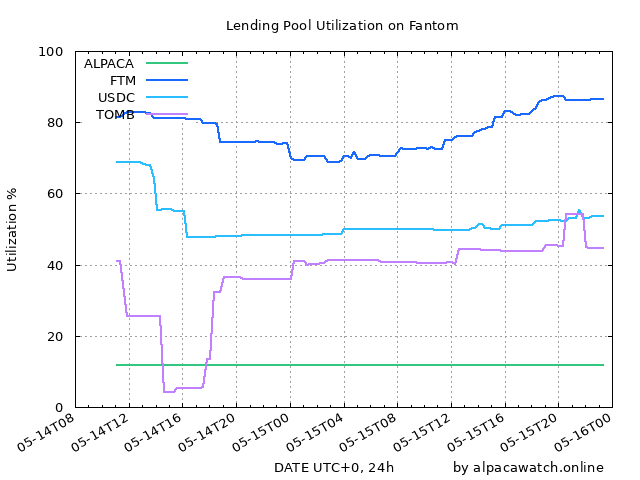 Lending Pool Utilization on Fantom
100
80
60
40
20
0
Utilization %
ALPACA
FTM
USDC
TOMB
05-14T08
05-14T12
05-14T16
05-14T20
05-15T00
05-15T04
05-15T08
05-15T12
05-15T16
05-15T20
05-16T00
DATE UTC+0, 24h
by alpacawatch.online